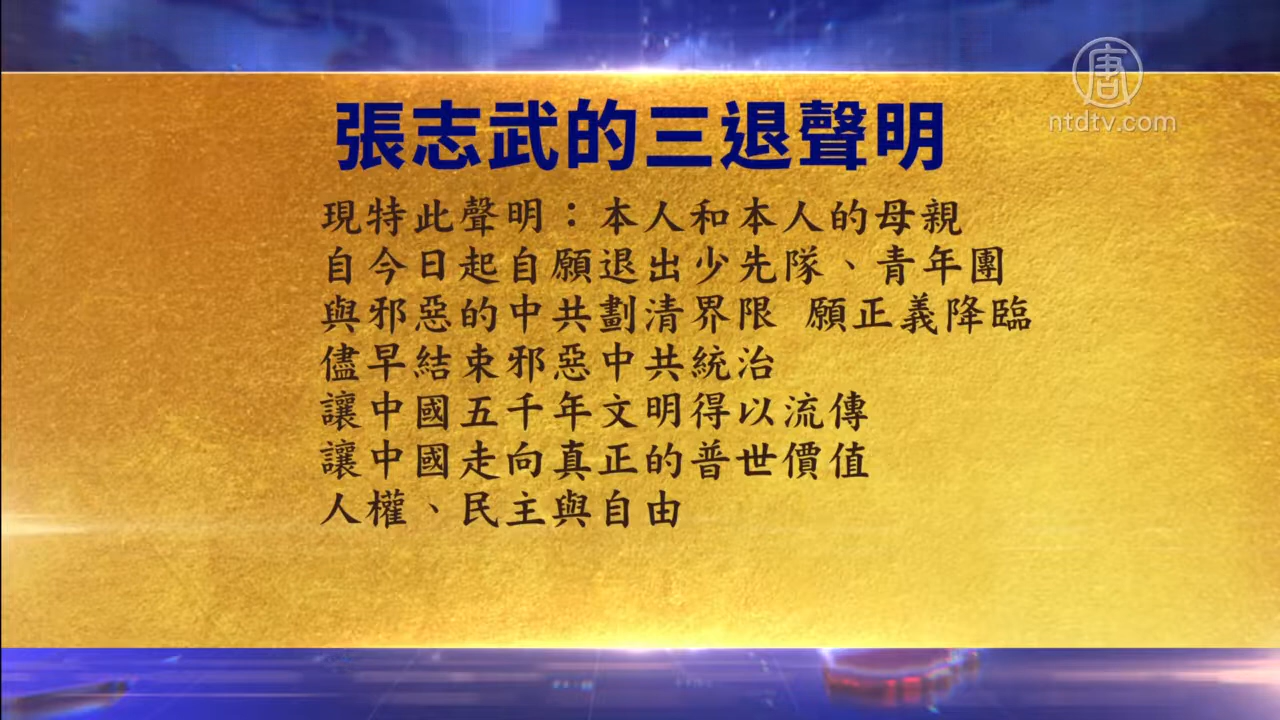 唐
ntdtv.com
張志武的三退聲明
現特此聲明：本人和本人的母親
自今日起自願退出少先隊、青年團
與邪惡的中共劃清界限 願正義降臨
儘早結束邪惡中共統治
讓中國五千年文明得以流傳
讓中國走向真正的普世價值
人權、民主與自由